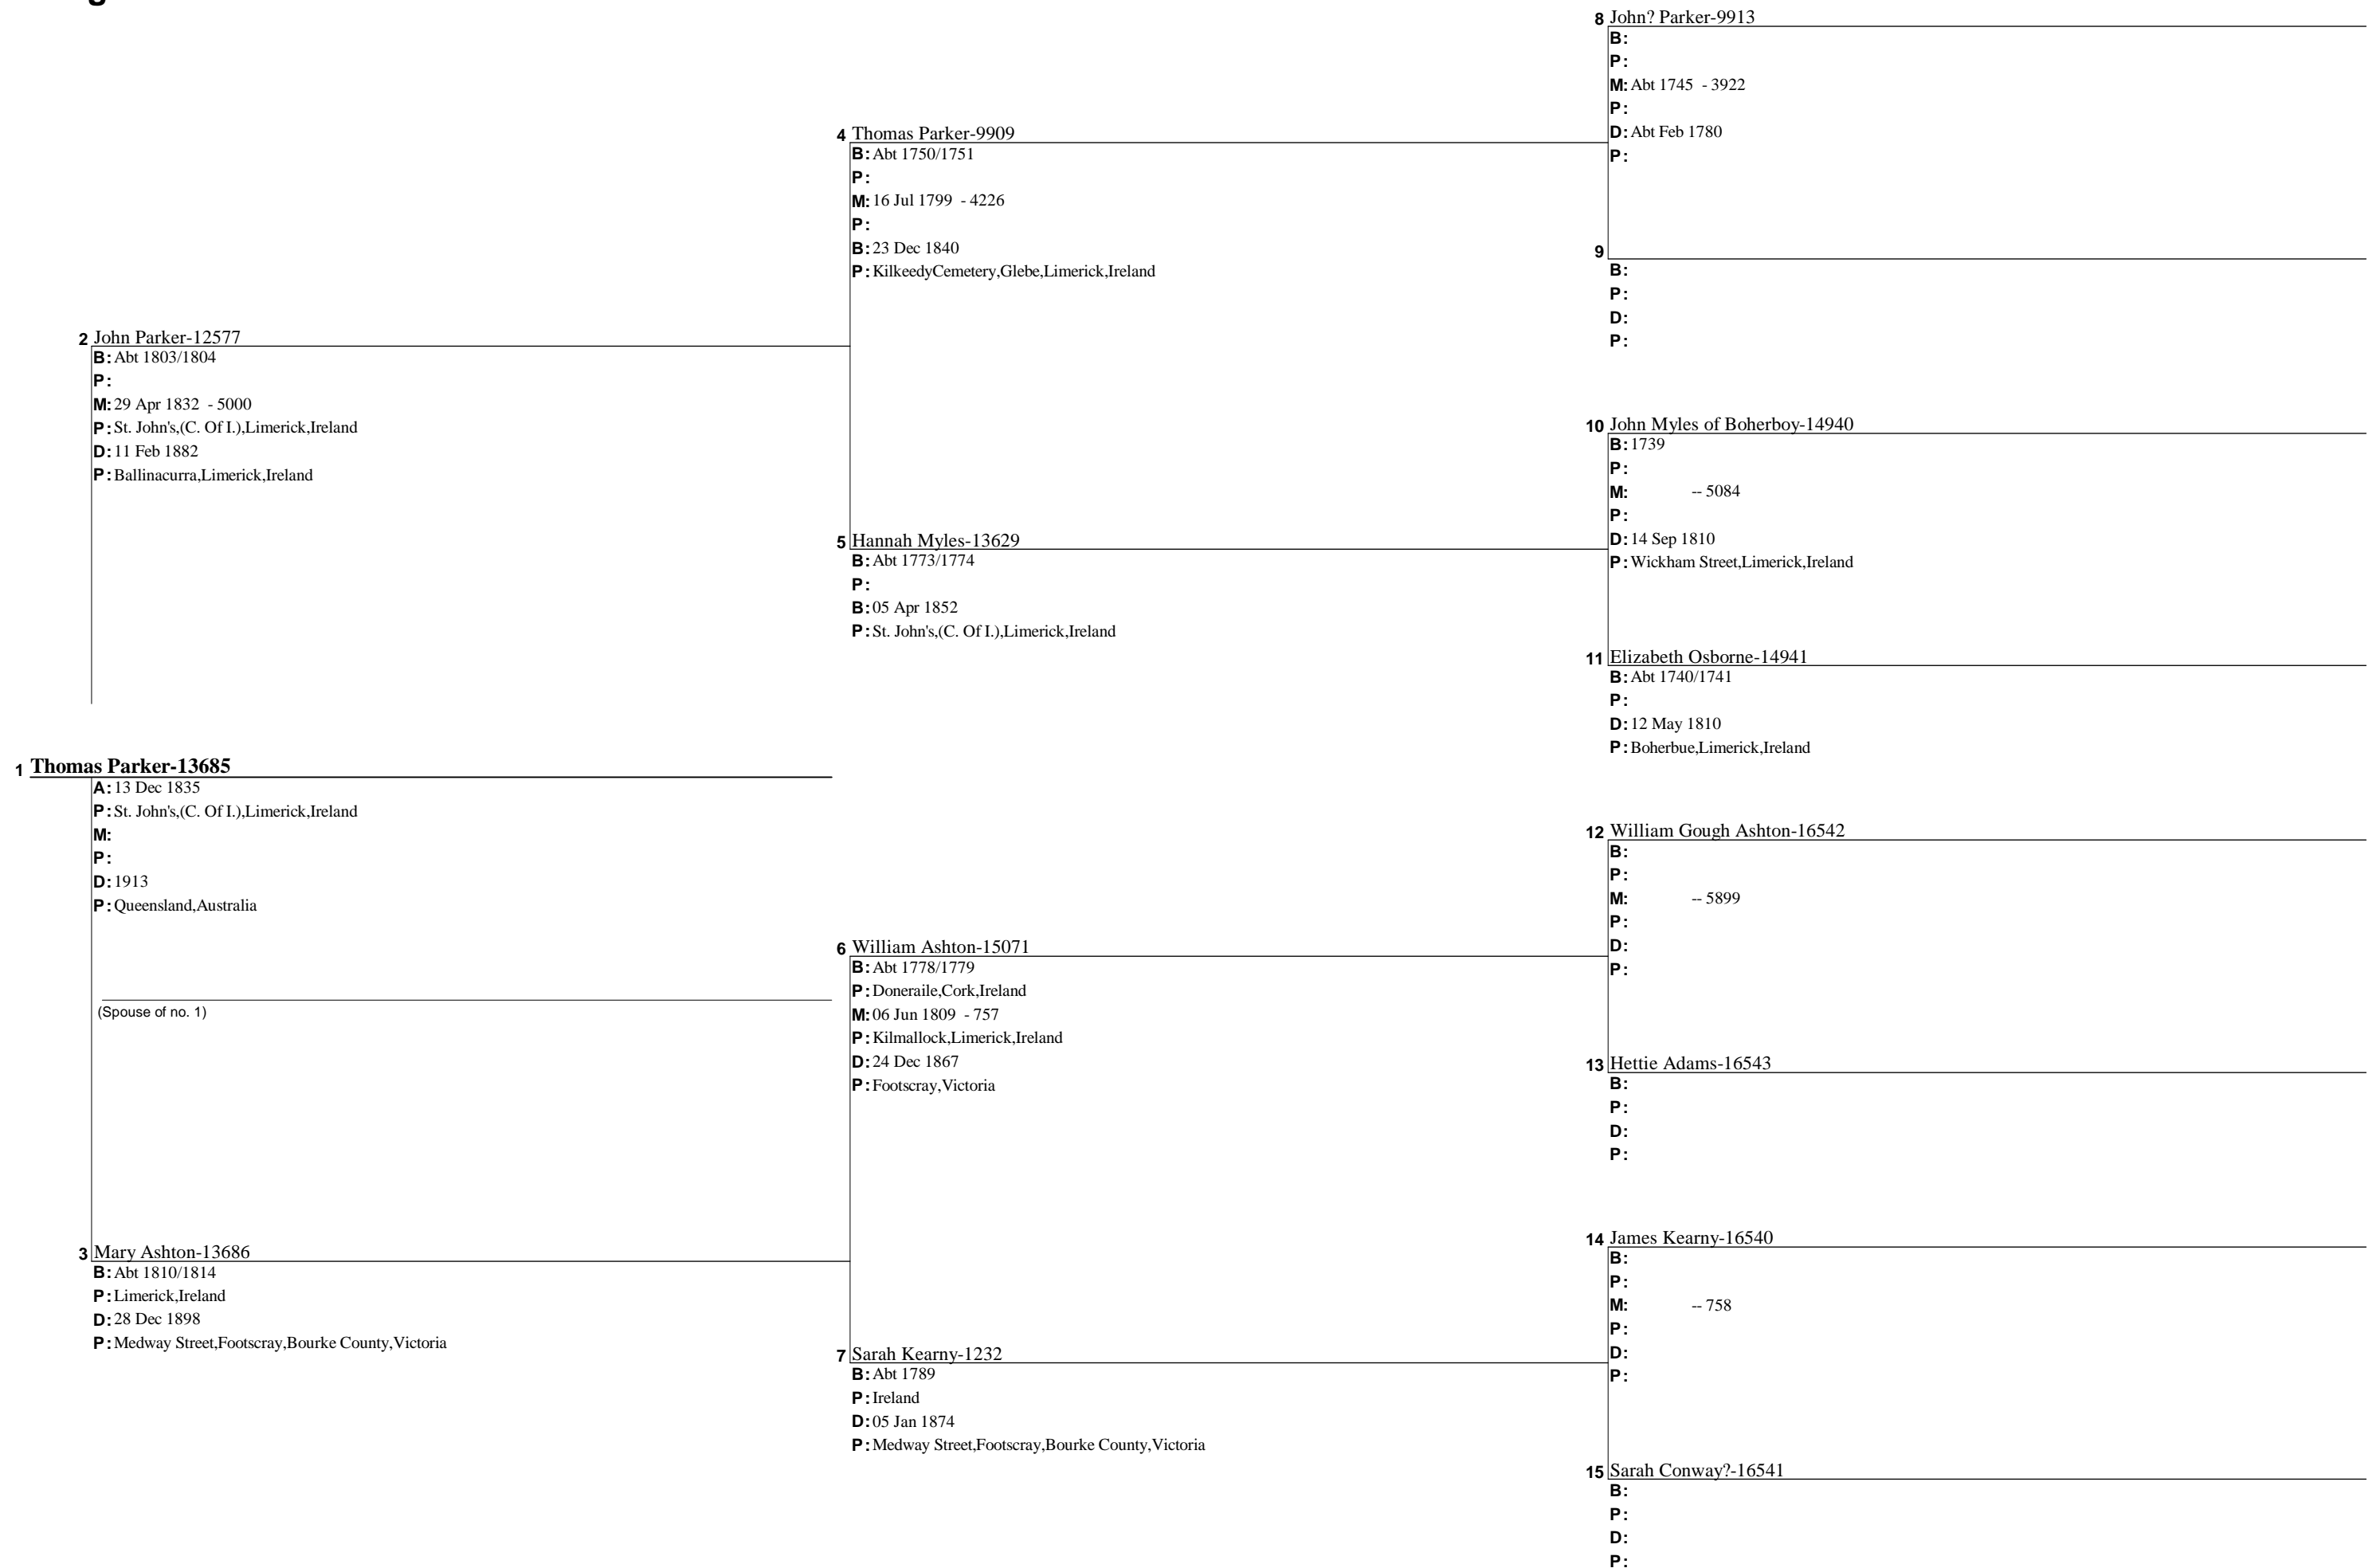 8 John? Parker-9913
B:
P:
M: Abt 1745 - 3922
P:
D: Abt Feb 1780
P:
4 Thomas Parker-9909
B: Abt 1750/1751
P:
M: 16 Jul 1799 - 4226
P:
B: 23 Dec 1840
P: KilkeedyCemetery,Glebe,Limerick,Ireland
9
B:
P:
D:
P:
2 John Parker-12577
B: Abt 1803/1804
P:
M: 29 Apr 1832 - 5000
P: St. John's,(C. Of I.),Limerick,Ireland
D: 11 Feb 1882
P: Ballinacurra,Limerick,Ireland
10 John Myles of Boherboy-14940
B: 1739
P:
M: -- 5084
P:
D: 14 Sep 1810
P: Wickham Street,Limerick,Ireland
5 Hannah Myles-13629
B: Abt 1773/1774
P:
B: 05 Apr 1852
P: St. John's,(C. Of I.),Limerick,Ireland
11 Elizabeth Osborne-14941
B: Abt 1740/1741
P:
D: 12 May 1810
P: Boherbue,Limerick,Ireland
1 Thomas Parker-13685
A: 13 Dec 1835
P: St. John's,(C. Of I.),Limerick,Ireland
M:
P:
D: 1913
P: Queensland,Australia
(Spouse of no. 1)
12 William Gough Ashton-16542
B:
P:
M: -- 5899
P:
D:
P:
6 William Ashton-15071
B: Abt 1778/1779
P: Doneraile,Cork,Ireland
M: 06 Jun 1809 - 757
P: Kilmallock,Limerick,Ireland
D: 24 Dec 1867
P: Footscray,Victoria
13 Hettie Adams-16543
B:
P:
D:
P:
3 Mary Ashton-13686
B: Abt 1810/1814
P: Limerick,Ireland
D: 28 Dec 1898
P: Medway Street,Footscray,Bourke County,Victoria
14 James Kearny-16540
B:
P:
M: -- 758
P:
D:
P:
7 Sarah Kearny-1232
B: Abt 1789
P: Ireland
D: 05 Jan 1874
P: Medway Street,Footscray,Bourke County,Victoria
15 Sarah Conway?-16541
B:
P:
D:
P: